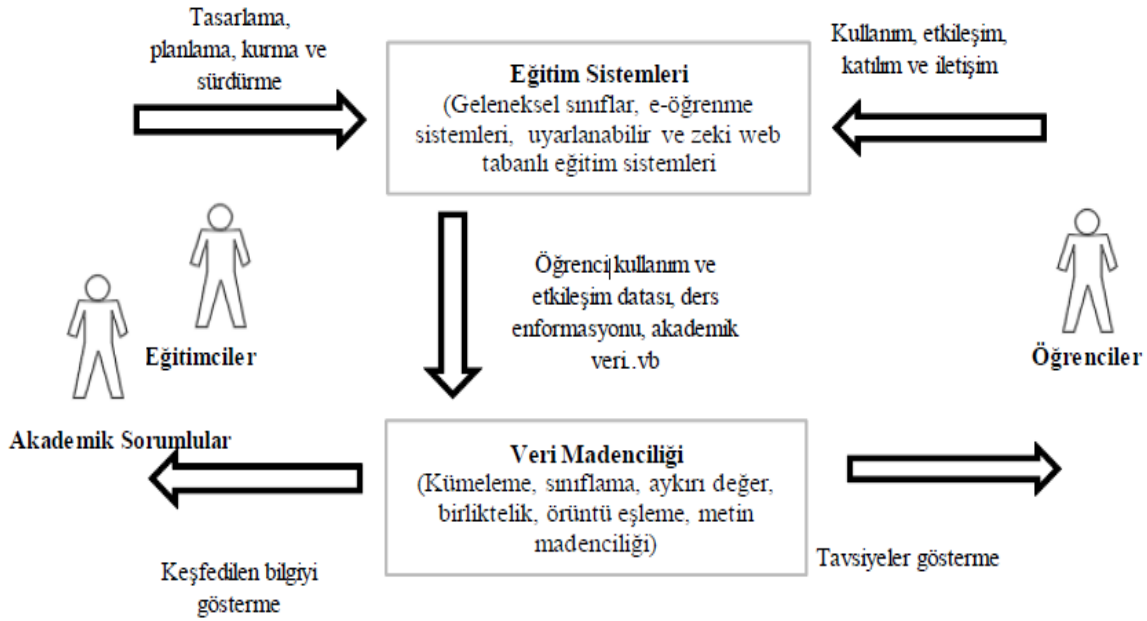 Tasarlama,
planlama, kurma ve
sürdürme
Eğitim Sistemleri
(Geleneksel sınıflar, e-öğrenme
sistemleri, uyarlanabilir ve zeki web
tabanlı eğitim sistemleri
Kullanım, etkileşim,
katılım ve iletişim
Öğrenci kullanım ve
etkileşim datası, ders
enformasyonu, akademik
veri..vb
Eğitimciler
Akademik Sorumlular
Öğrenciler
Veri Madenciliği
(Kümeleme, sınıflama, aykırı değer,
birliktelik, örüntü eşleme, metin
madenciliği)
Keşfedilen bilgiyi
gösterme
Tavsiyeler gösterme